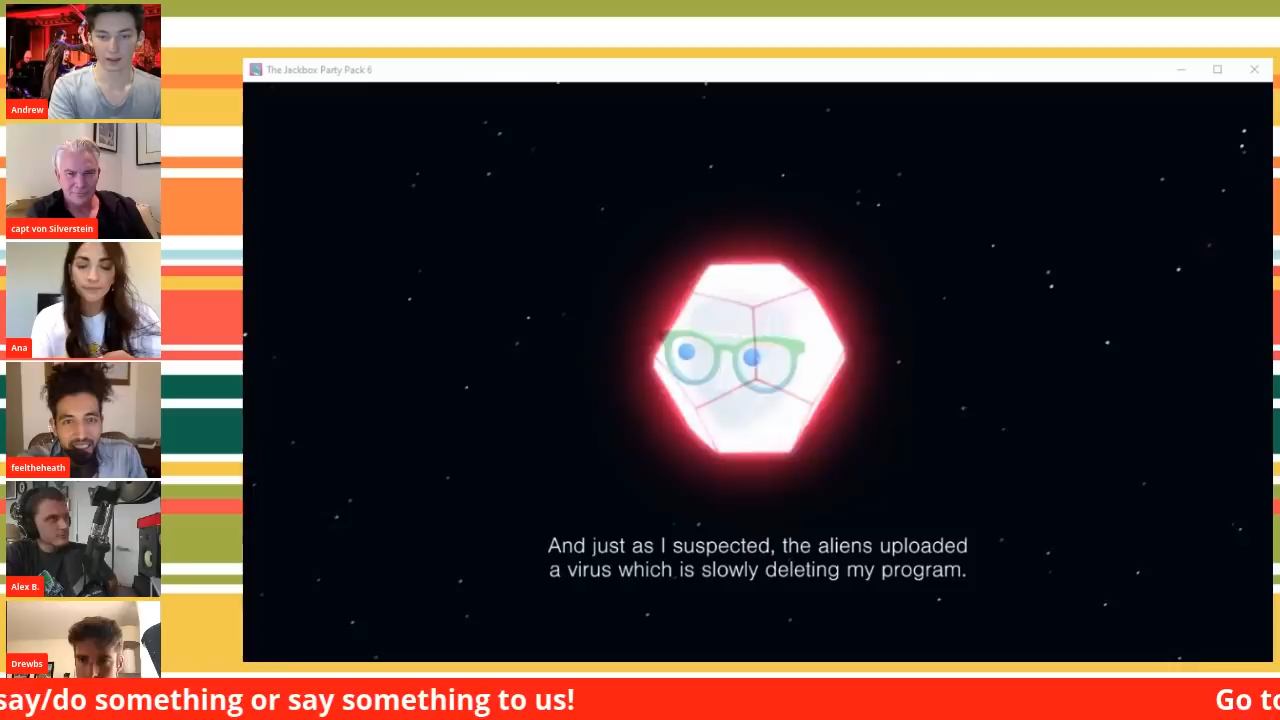 Andrew
capt von Silverstein
Ana
feeltheheath
Alex B.
Drewbs
The Jackbox Party Pack 6
And just as I suspected, the aliens uploaded
a virus which is slowly deleting my program.
say/do something or say something to us!
Go to